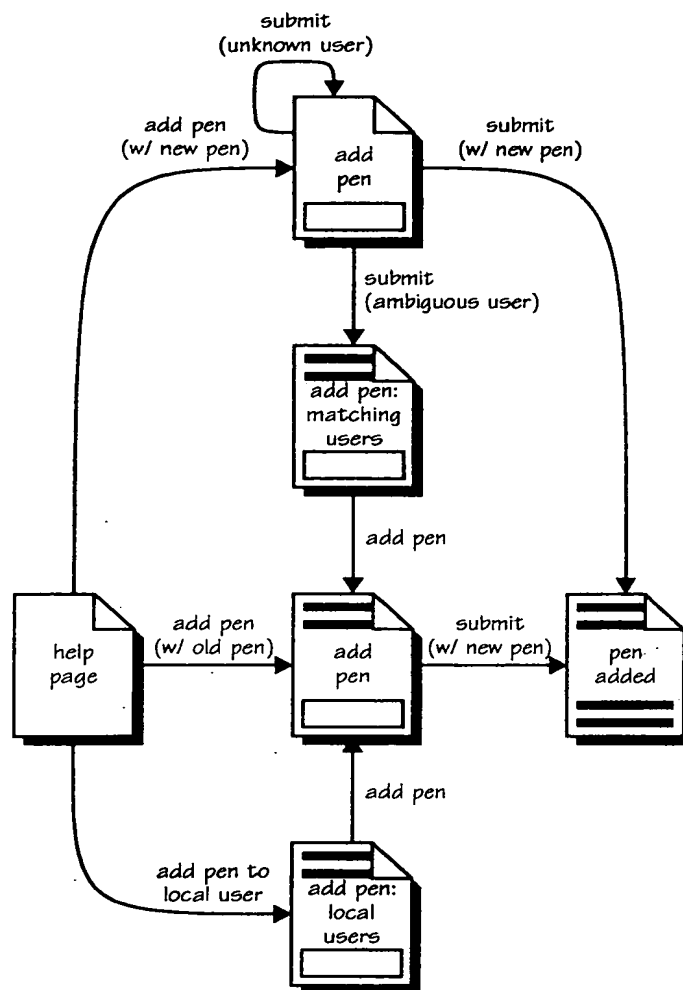 submit
(unknown user)
add pen
(w/ new pen)
submit
(w/ new pen)
add
pen
submit
(ambiguous user)
add pen:
matching
users
add pen
help
page
add pen
(w/ old pen)
add
pen
submit
(w/ new pen)
pen
added
add pen
add pen to
local user
add pen:
local
users